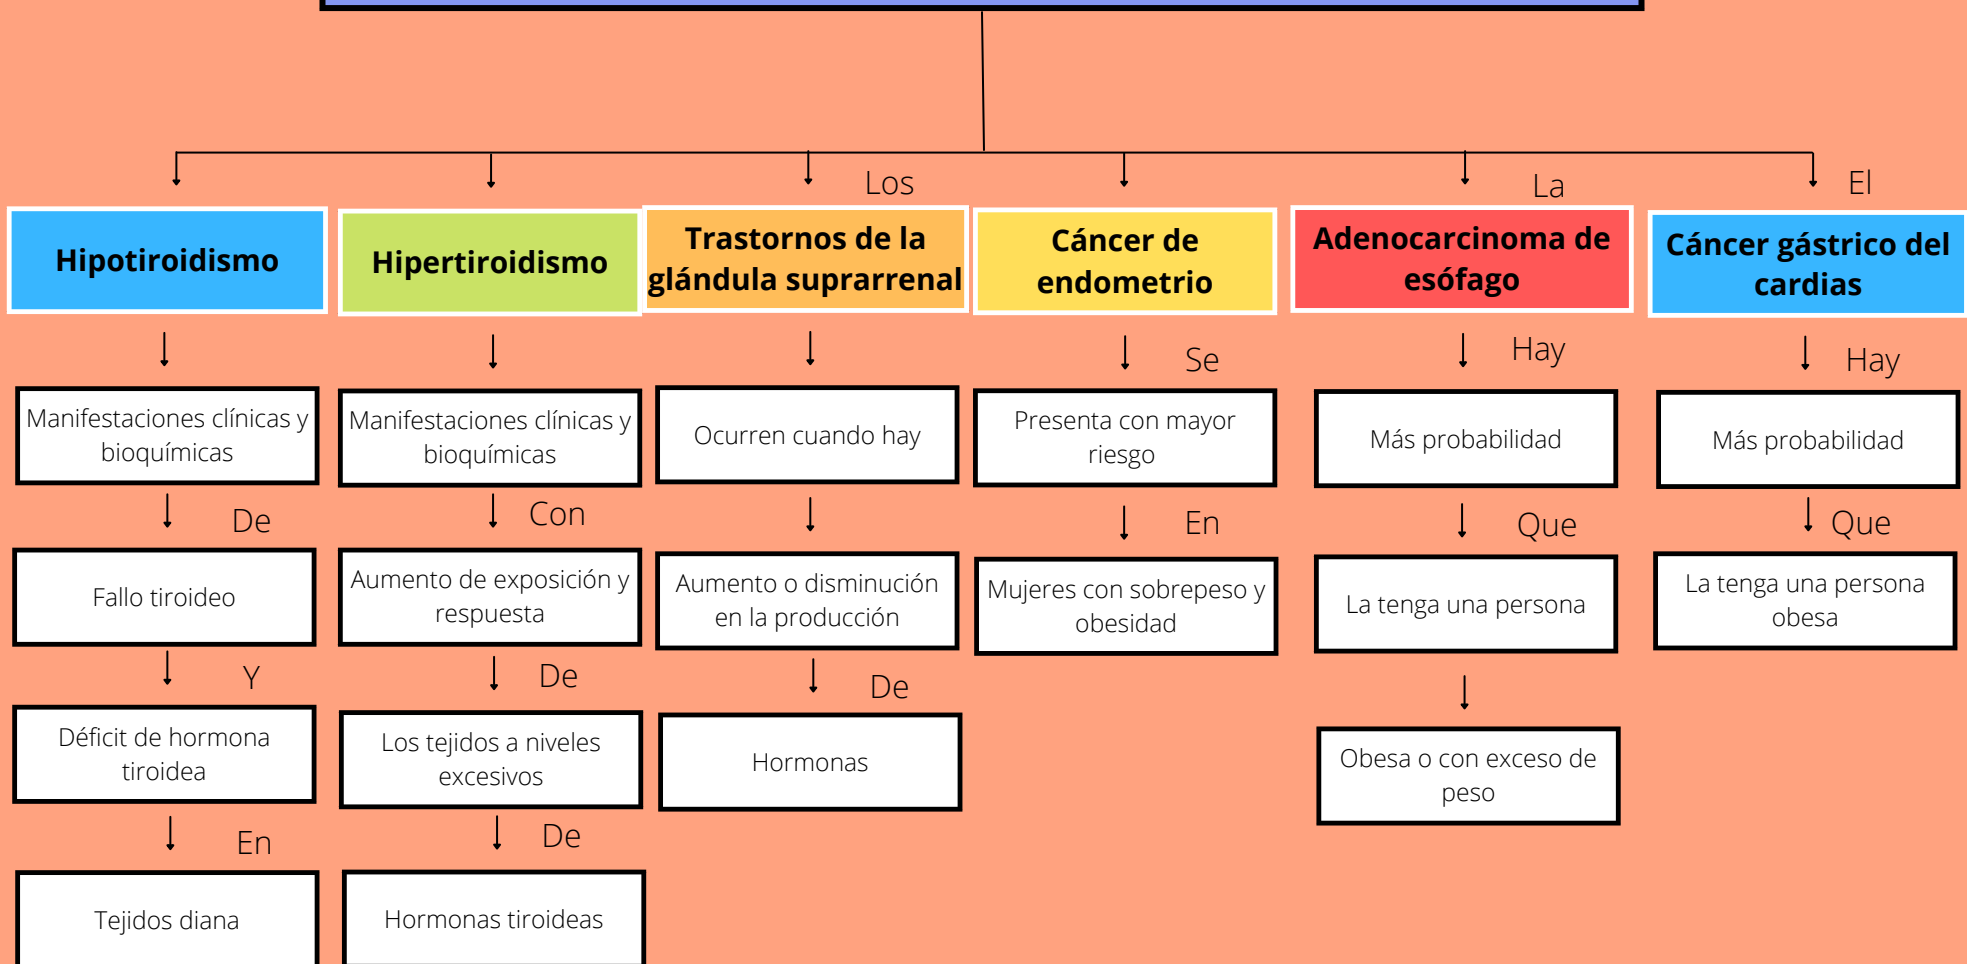 Los
La
El
Hipotiroidismo
Hipertiroidismo
Trastornos de la
glándula suprarrenal
Cáncer de
endometrio
Adenocarcinoma de
esófago
Cáncer gástrico del
cardias
Se
Hay
Hay
Manifestaciones clínicas y
bioquímicas
Manifestaciones clínicas y
bioquímicas
Ocurren cuando hay
Presenta con mayor
riesgo
Más probabilidad
Más probabilidad
De
Con
En
Que
Que
Fallo tiroideo
Aumento de exposición y
respuesta
Aumento o disminución
en la producción
Mujeres con sobrepeso y
obesidad
La tenga una persona
La tenga una persona
obesa
Y
De
De
Déficit de hormona
tiroidea
Los tejidos a niveles
excesivos
Hormonas
Obesa o con exceso de
peso
En
De
Tejidos diana
Hormonas tiroideas